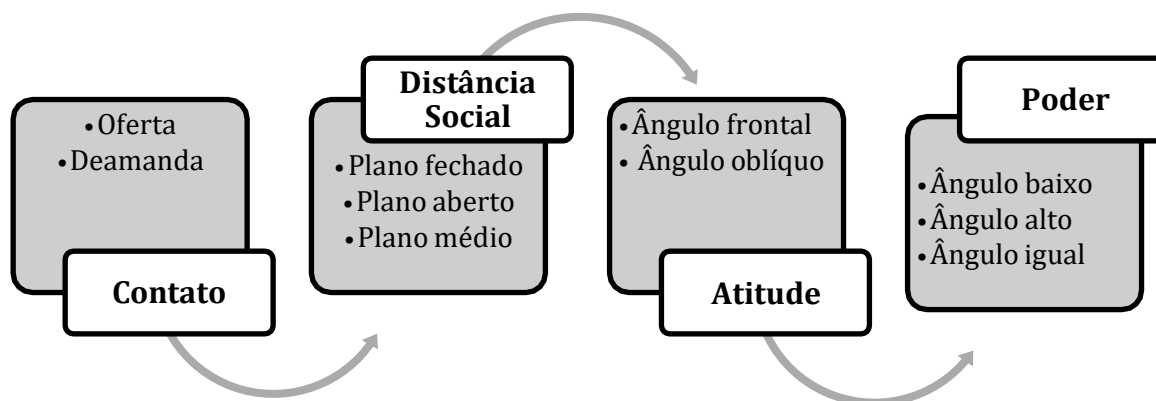 •Oferta
•Deamanda
Contato
Distância
Social
•Plano fechado
•Plano aberto
•Plano médio
•Ângulo frontal
• Ângulo oblíquo
Atitude
Poder
•Ângulo baixo
•Ângulo alto
•Ângulo igual